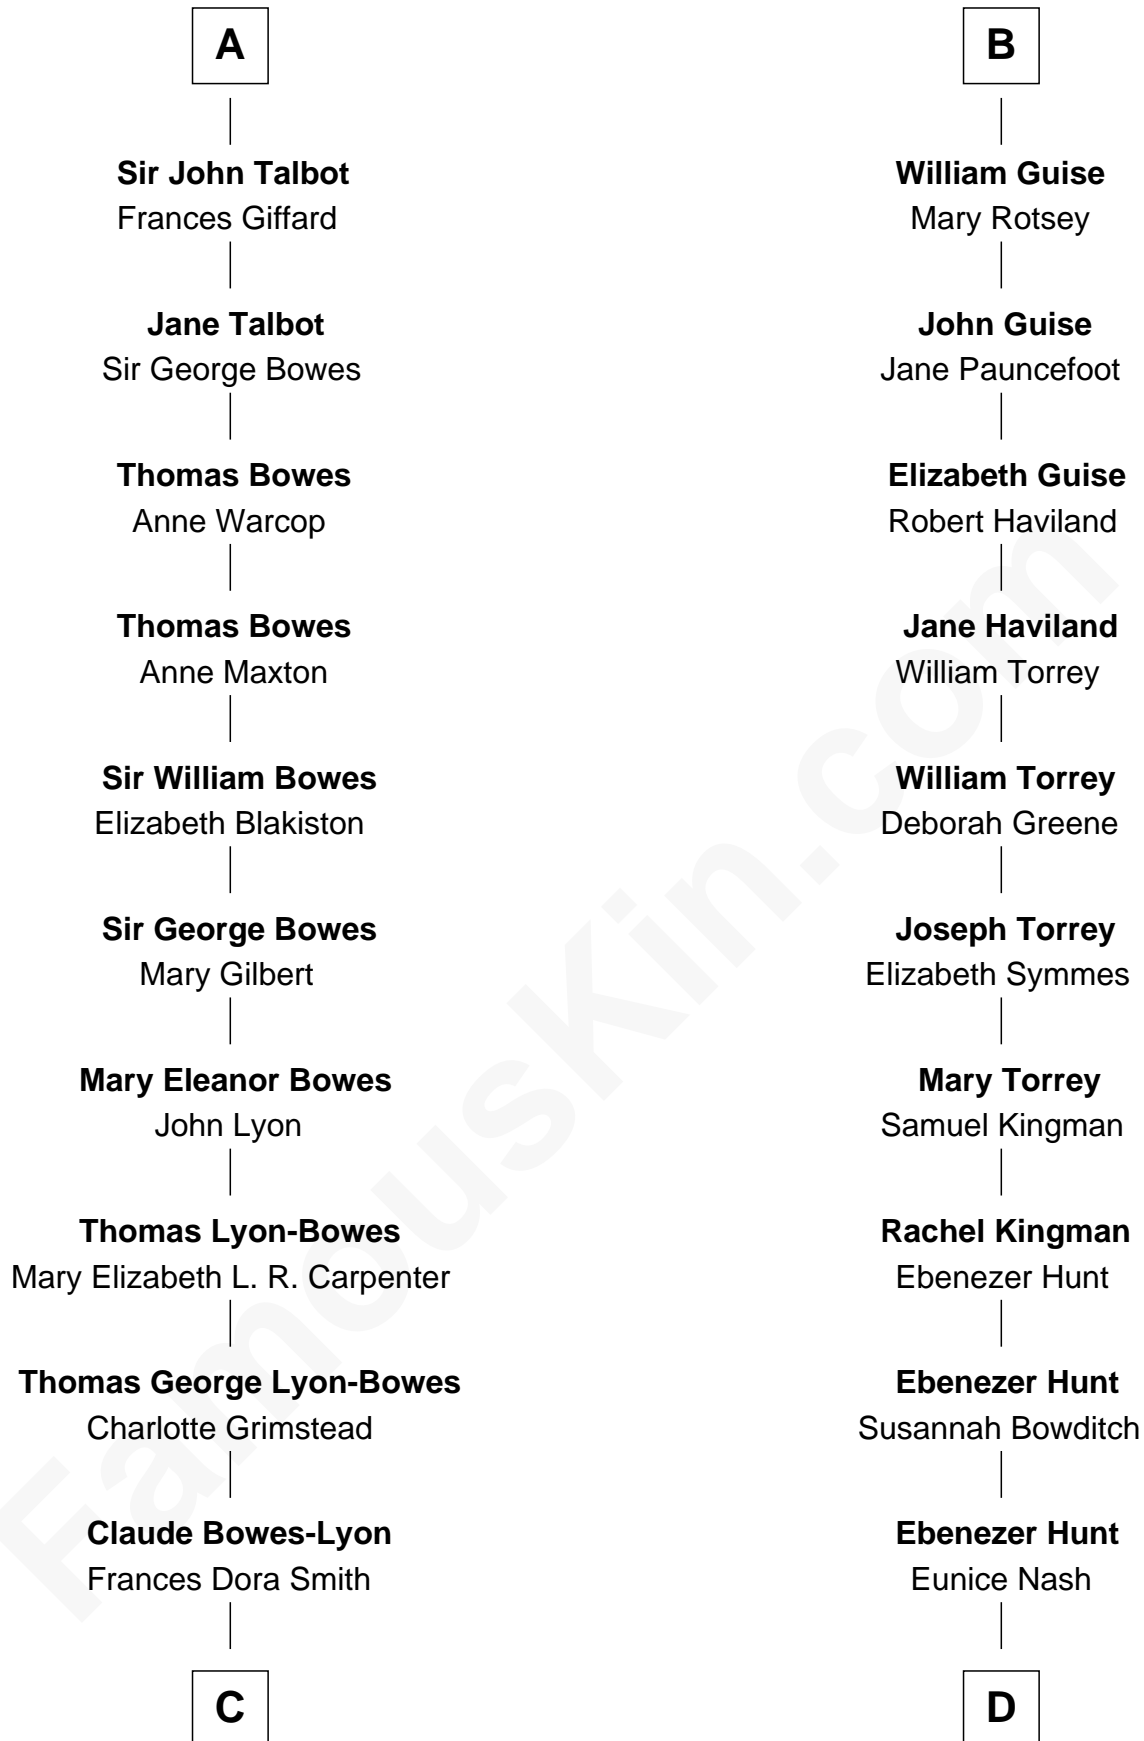 A
Sir John Talbot
Frances Giffard
Jane Talbot
Sir George Bowes
Thomas Bowes
Anne Warcop
Thomas Bowes
Anne Maxton
Sir William Bowes
Elizabeth Blakiston
Sir George Bowes
Mary Gilbert
Mary Eleanor Bowes
John Lyon
Thomas Lyon-Bowes
Mary Elizabeth L. R. Carpenter
Thomas George Lyon-Bowes
Charlotte Grimstead
Claude Bowes-Lyon
Frances Dora Smith
C
B
William Guise
Mary Rotsey
John Guise
Jane Pauncefoot
Elizabeth Guise
Robert Haviland
Jane Haviland
William Torrey
William Torrey
Deborah Greene
Joseph Torrey
Elizabeth Symmes
Mary Torrey
Samuel Kingman
Rachel Kingman
Ebenezer Hunt
Ebenezer Hunt
Susannah Bowditch
Ebenezer Hunt
Eunice Nash
D
FamousKin.com